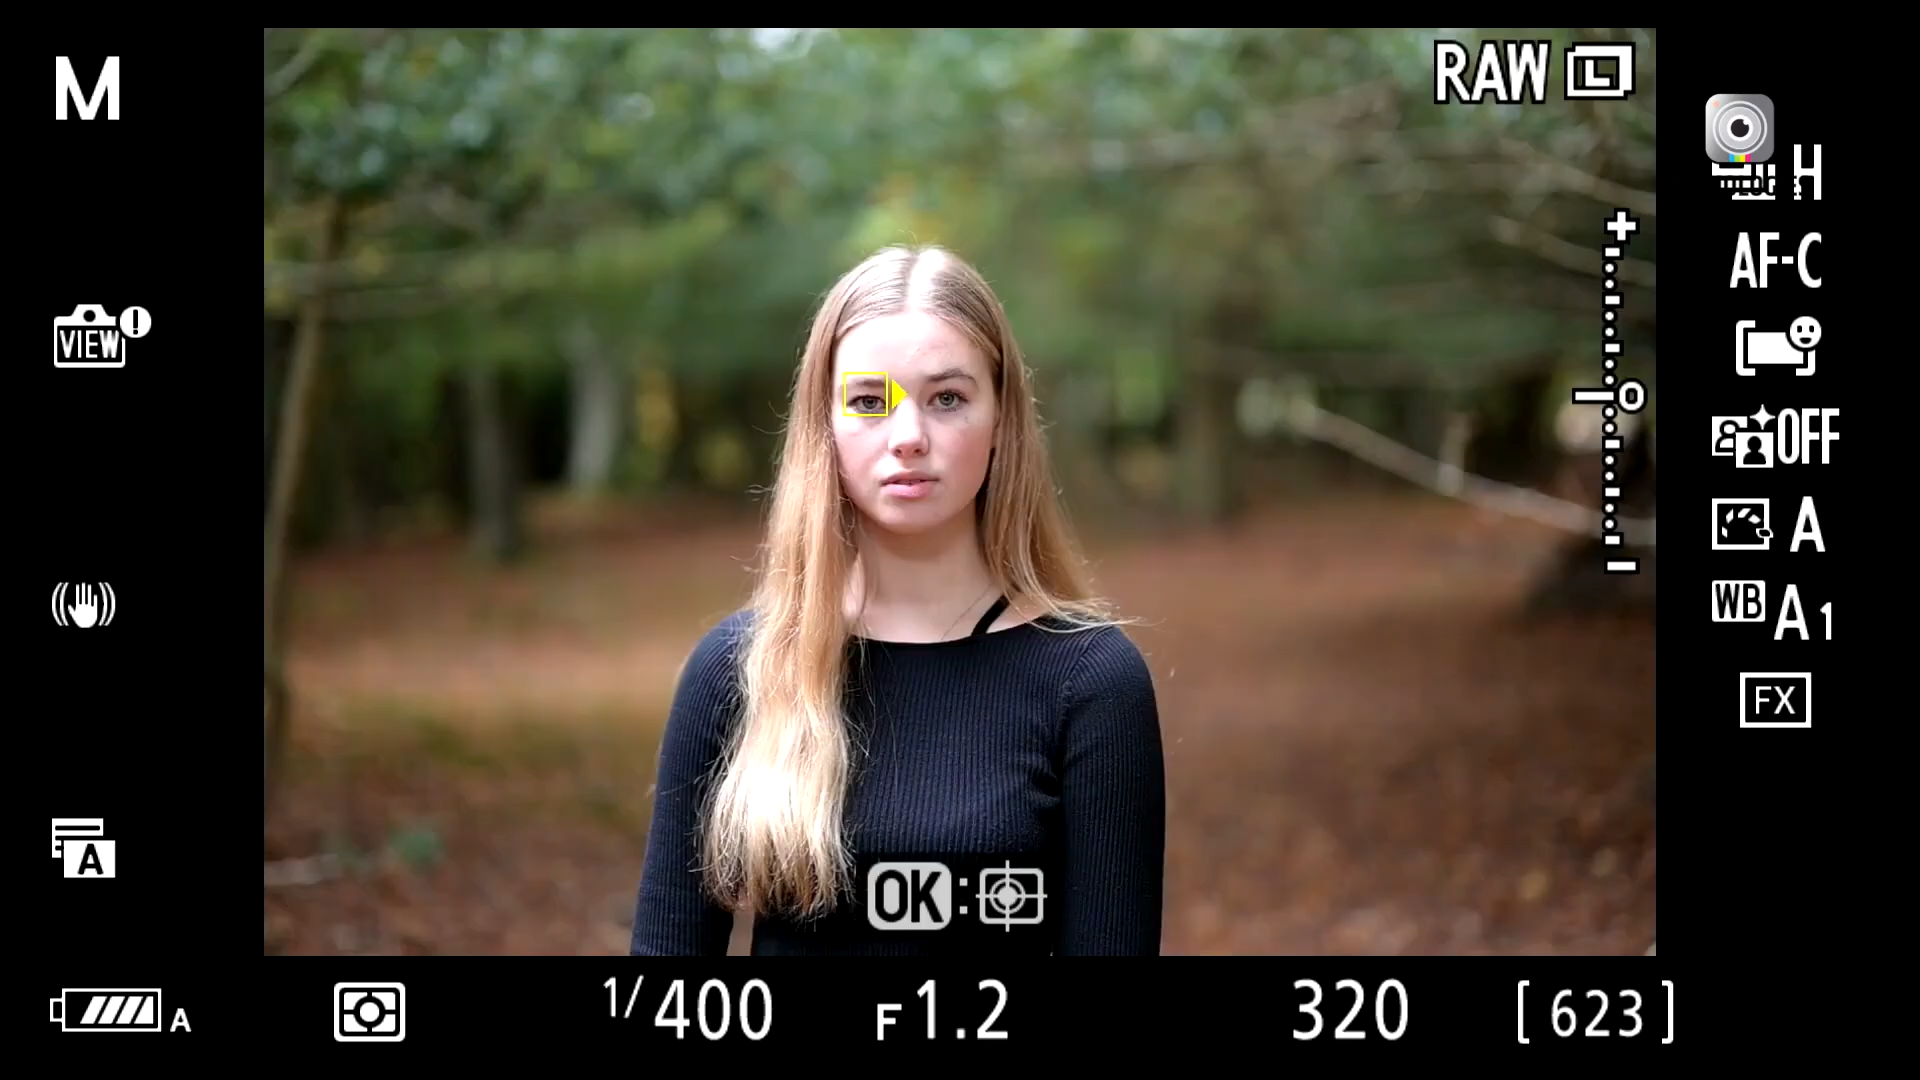 M
RAW L
H
VIEW !
AF-C
OFF
A
WB A1
FX
A
OK:
A
1/400
F1.2
320
[623]